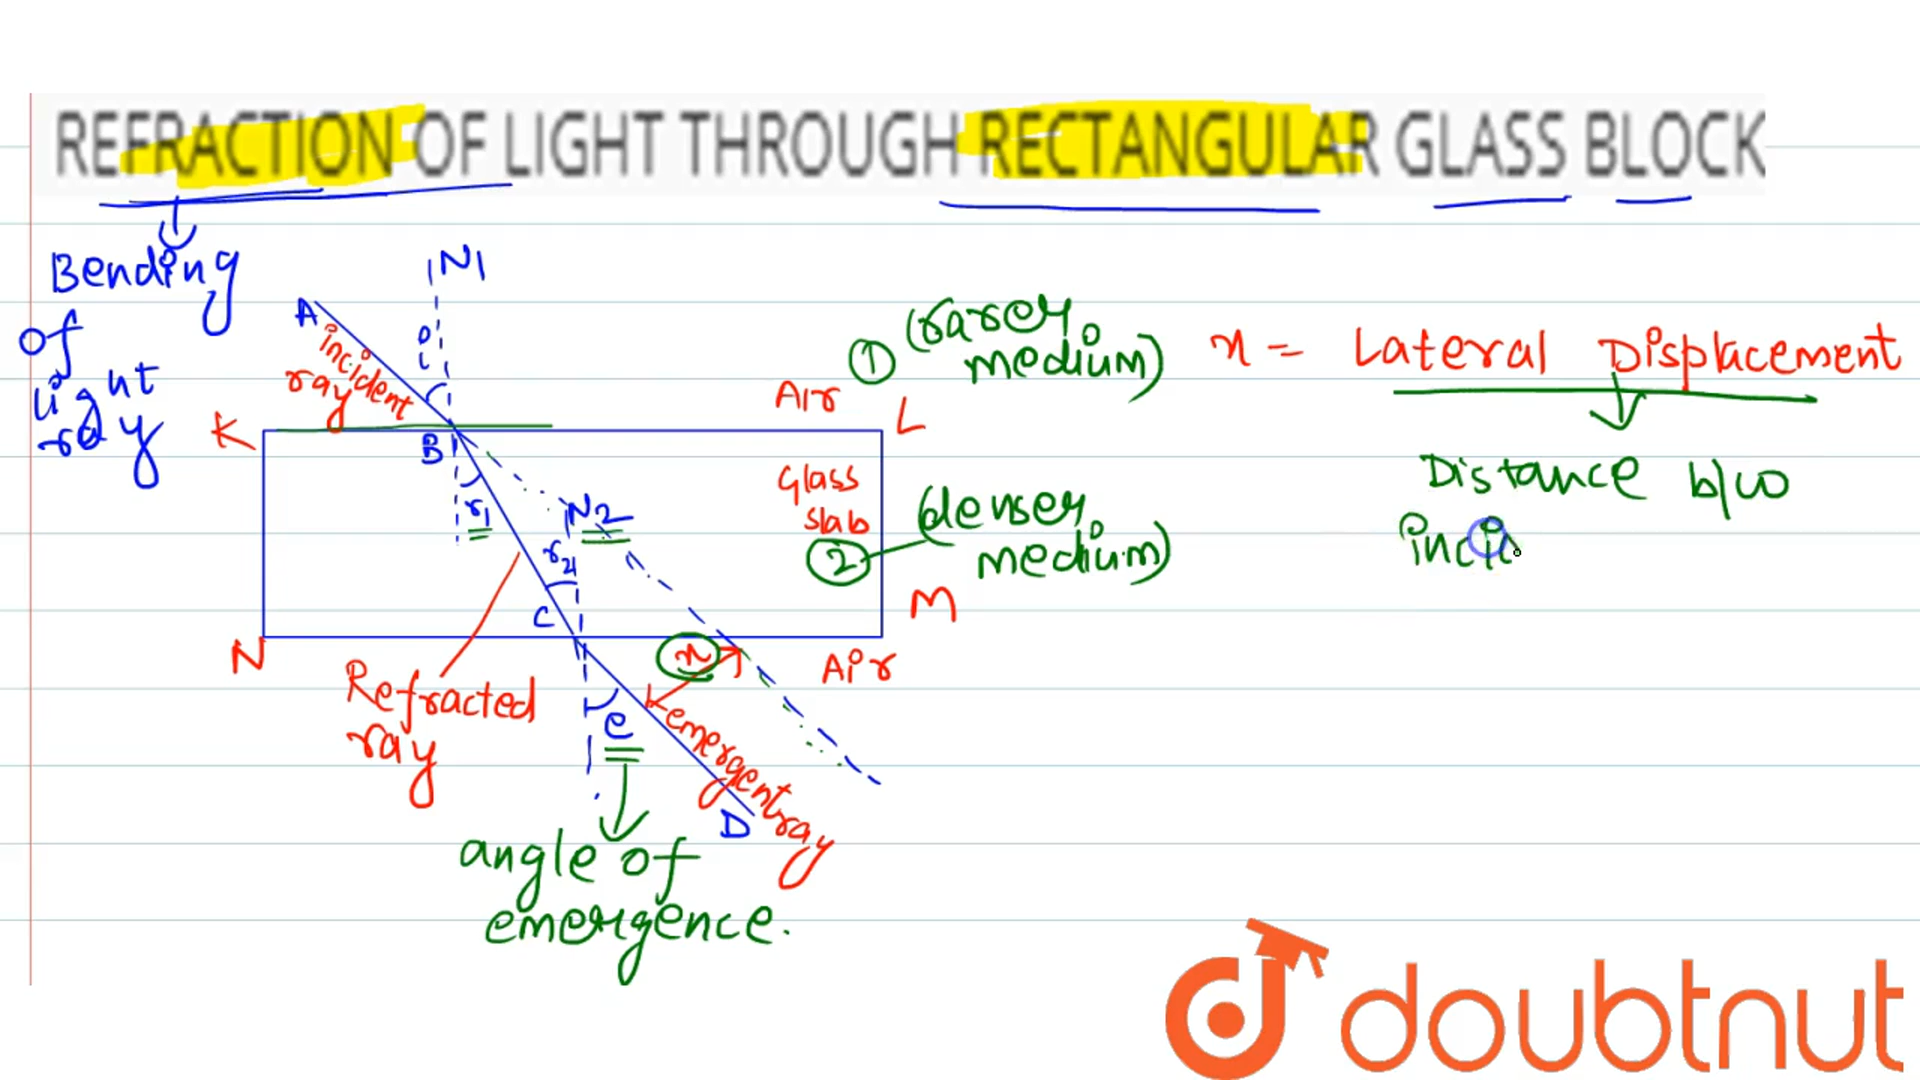 REFRACTION OF LIGHT THROUGH RECTANGULAR GLASS BLOCK
Bending
of
light
ray
N1
A
i
incident
ray
K
B
r1
N2
r2
C
N
Refracted
ray
x
e
emergent ray
D
angle of
emergence.
Air
L
Glass
slab
M
Air
1 (rarer
medium)
2 (denser
medium)
x = Lateral Displacement
Distance b/w
inci
doubtnut